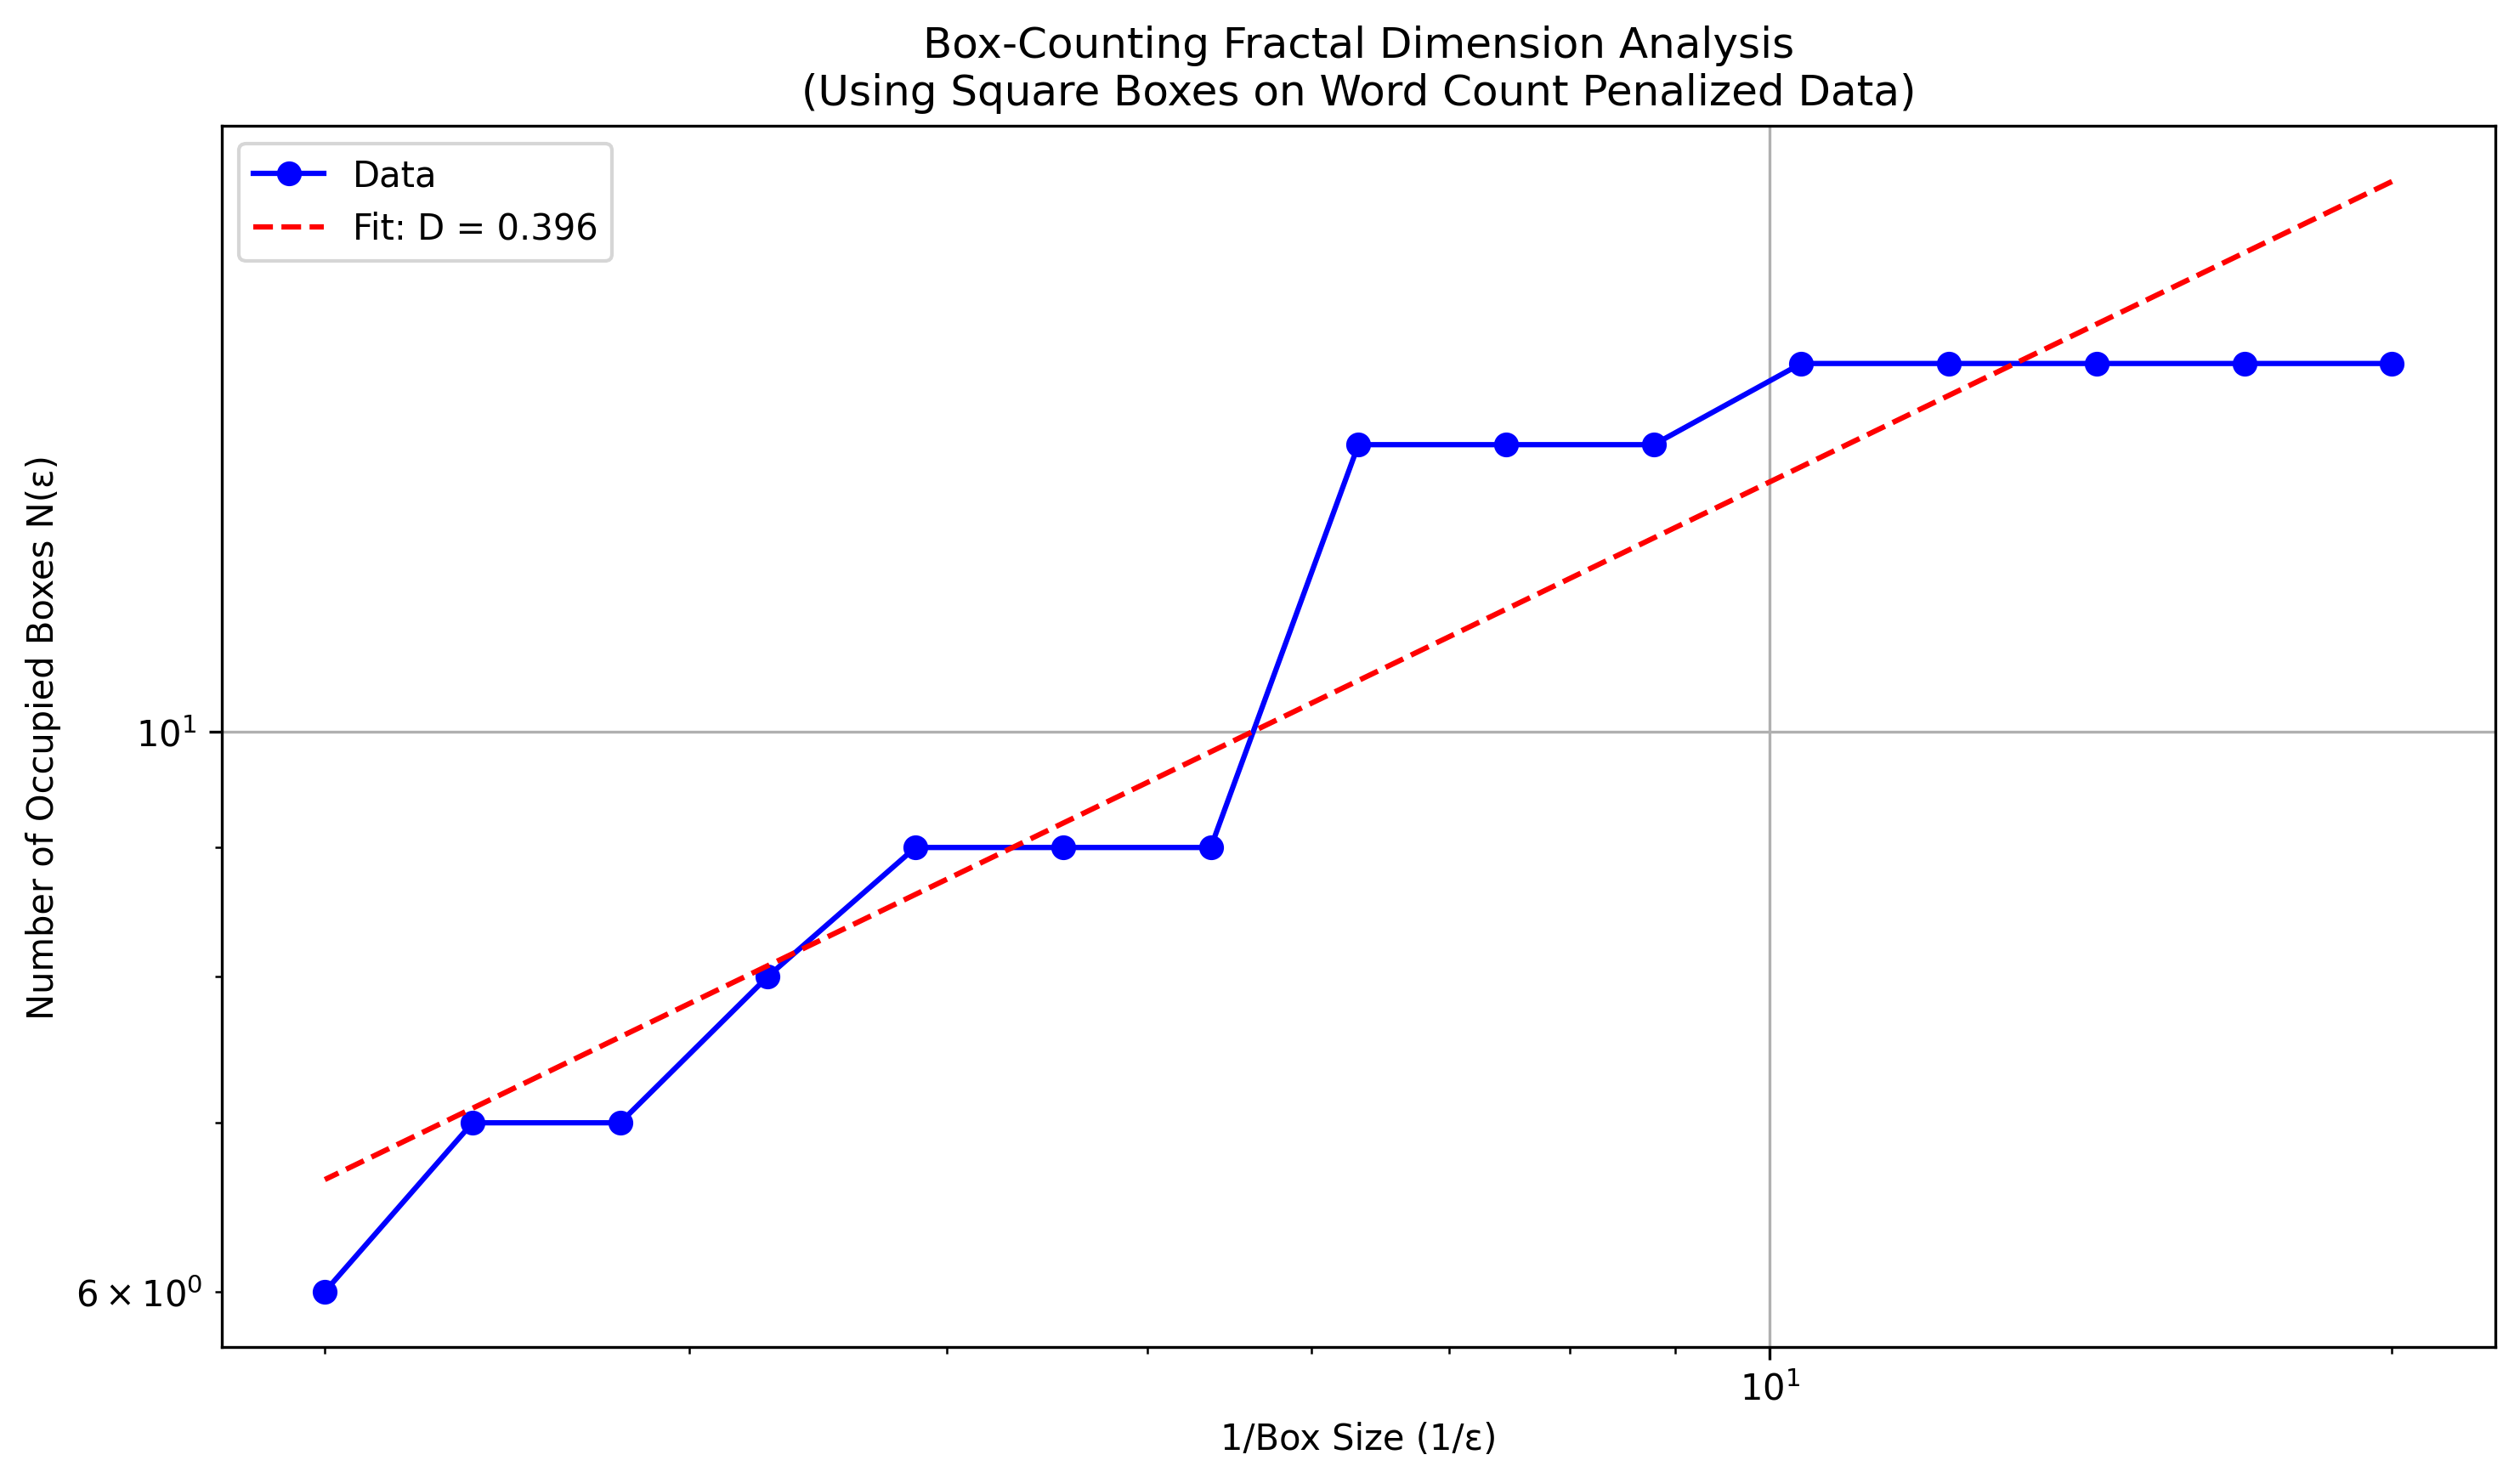 Box-Counting Fractal Dimension Analysis
(Using Square Boxes on Word Count Penalized Data)
Data
Fit: D = 0.396
Number of Occupied Boxes N(ε)
10¹
6 × 10⁰
10¹
1/Box Size (1/ε)